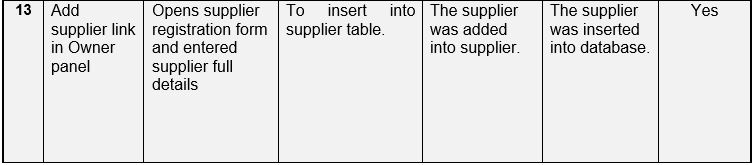 13
Add
supplier link
in Owner
panel
Opens supplier
registration form
and entered
supplier full
details
To insert into
supplier table.
The supplier
was added
into supplier.
The supplier
was inserted
into database.
Yes